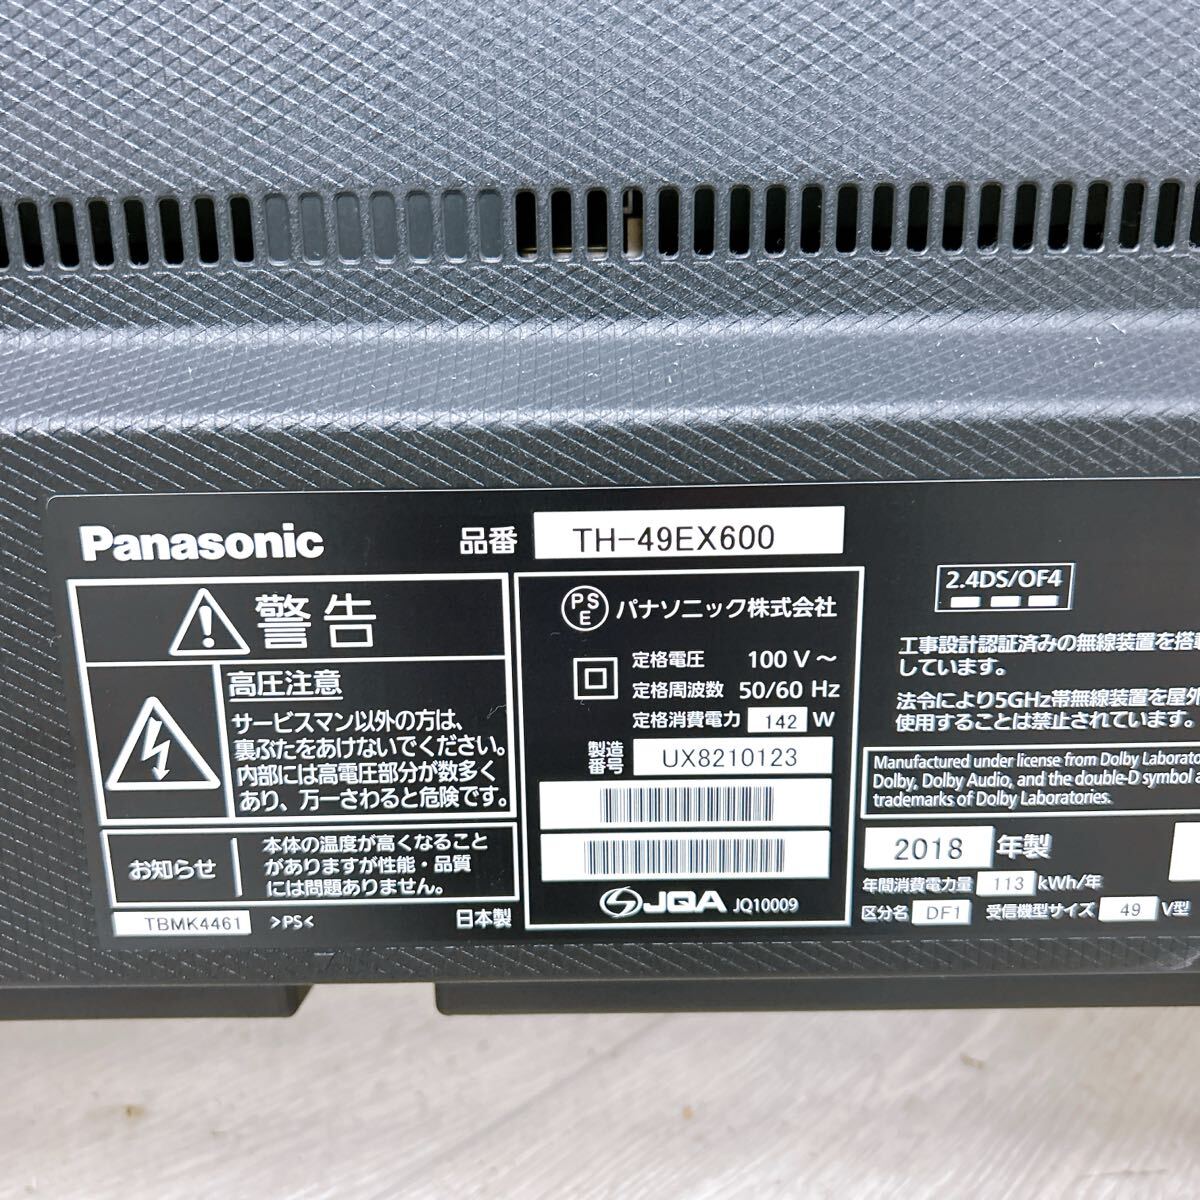 Panasonic
品番 TH-49EX600
警告
高圧注意
サービスマン以外の方は、
裏ぶたをあけないでください。
内部には高電圧部分が数多く
あり、万一さわると危険です。
お知らせ
本体の温度が高くなること
がありますが性能・品質
には問題ありません。
TBMK4461 >PS< 日本製
PSE パナソニック株式会社
定格電圧 100 V ～
定格周波数 50/60 Hz
定格消費電力 142 W
製造番号 UX8210123
JQA JQ10009
2.4DS/OF4
工事設計認証済みの無線装置を搭載
しています。
法令により5GHz帯無線装置を屋外
使用することは禁止されています。
Manufactured under license from Dolby Laborato
Dolby, Dolby Audio, and the double-D symbol a
trademarks of Dolby Laboratories.
2018 年製
年間消費電力量 113 kWh/年
区分名 DF1 受信機型サイズ 49 V型